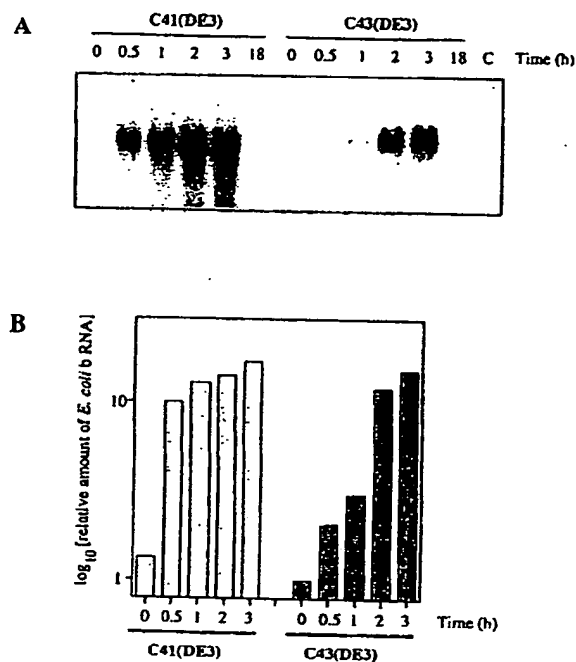 A
C41(DE3) C43(DE3)
0 0.5 1 2 3 18 0 0.5 1 2 3 18 C Time (h)
B
log10 [relative amount of E. coli b RNA]
10
1
0 0.5 1 2 3 0 0.5 1 2 3 Time (h)
C41(DE3) C43(DE3)